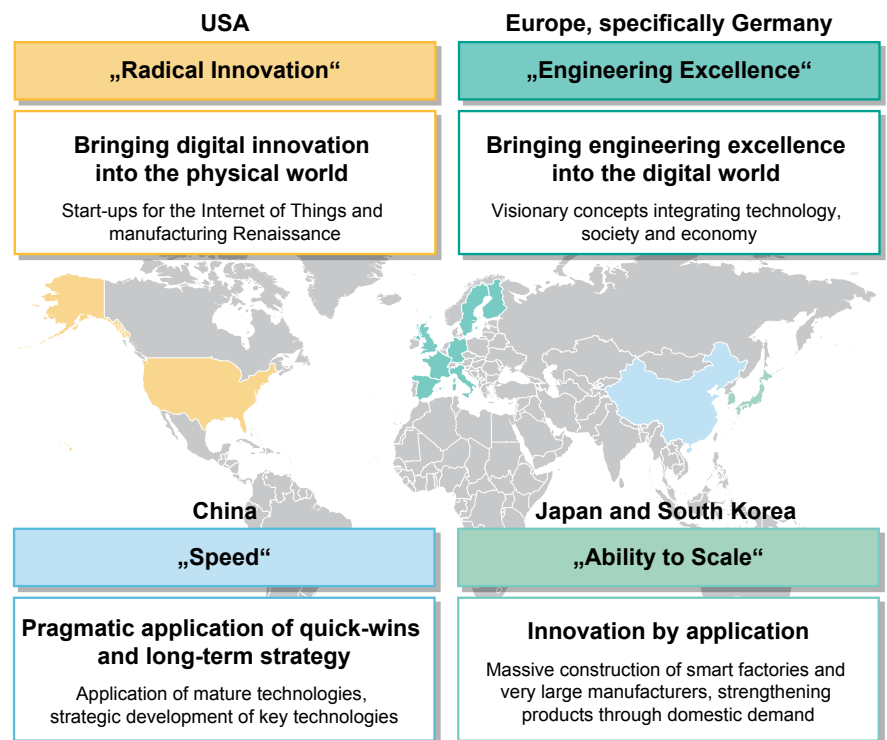 USA
„Radical Innovation“
Bringing digital innovation
into the physical world
Start-ups for the Internet of Things and
manufacturing Renaissance
Europe, specifically Germany
„Engineering Excellence“
Bringing engineering excellence
into the digital world
Visionary concepts integrating technology,
society and economy
China
„Speed“
Pragmatic application of quick-wins
and long-term strategy
Application of mature technologies,
strategic development of key technologies
Japan and South Korea
„Ability to Scale“
Innovation by application
Massive construction of smart factories and
very large manufacturers, strengthening
products through domestic demand